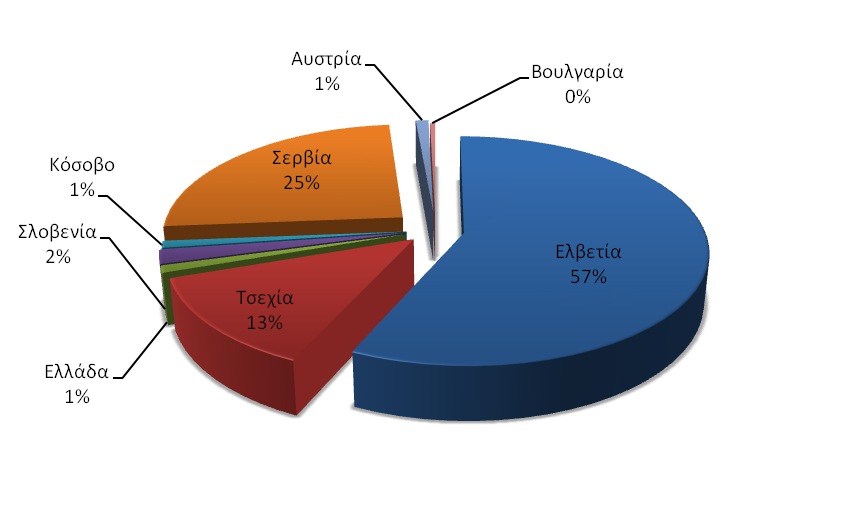 Αυστρία
1%
Βουλγαρία
0%
Σερβία
25%
Κόσοβο
1%
Σλοβενία
2%
Ελβετία
57%
Τσεχία
13%
Ελλάδα
1%